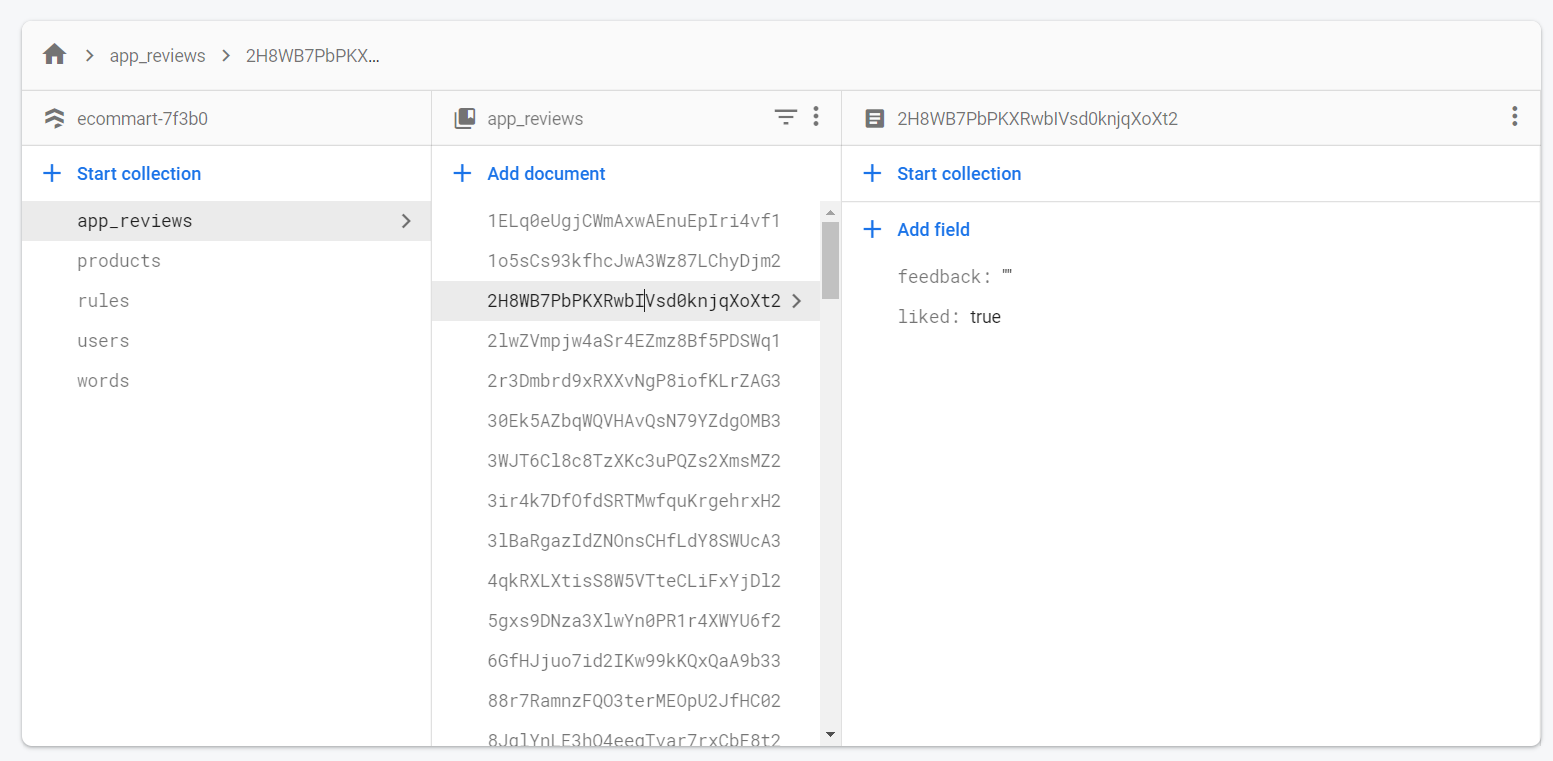 app_reviews > 2H8WB7PbPKX...
ecommart-7f3b0
Start collection
app_reviews
products
rules
users
words
app_reviews
Add document
1ELq0eUgjCWmAxwAEnuEpIri4vf1
1o5sCs93kfhcJwA3Wz87LChyDjm2
2H8WB7PbPKXRwbIVsd0knjqXoXt2
2lwZVmpjw4aSr4EZmz8Bf5PDSWq1
2r3Dmbrd9xRXXvNgP8iofKLrZAG3
30Ek5AZbqWQVHAvQsN79YZdgOMB3
3WJT6Cl8c8TzXKc3uPQZs2XmsMZ2
3ir4k7DfOfdSRTMwfquKrgehrxH2
3lBaRgazIdZNOnsCHfLdY8SWUcA3
4qkRXLXtisS8W5VTteCLiFxYjDl2
5gxs9DNza3XlwYn0PR1r4XWYU6f2
6GfHJjuo7id2IKw99kKQxQaA9b33
88r7RamnzFQO3terMEOpU2JfHC02
2H8WB7PbPKXRwbIVsd0knjqXoXt2
Start collection
Add field
feedback: ""
liked: true